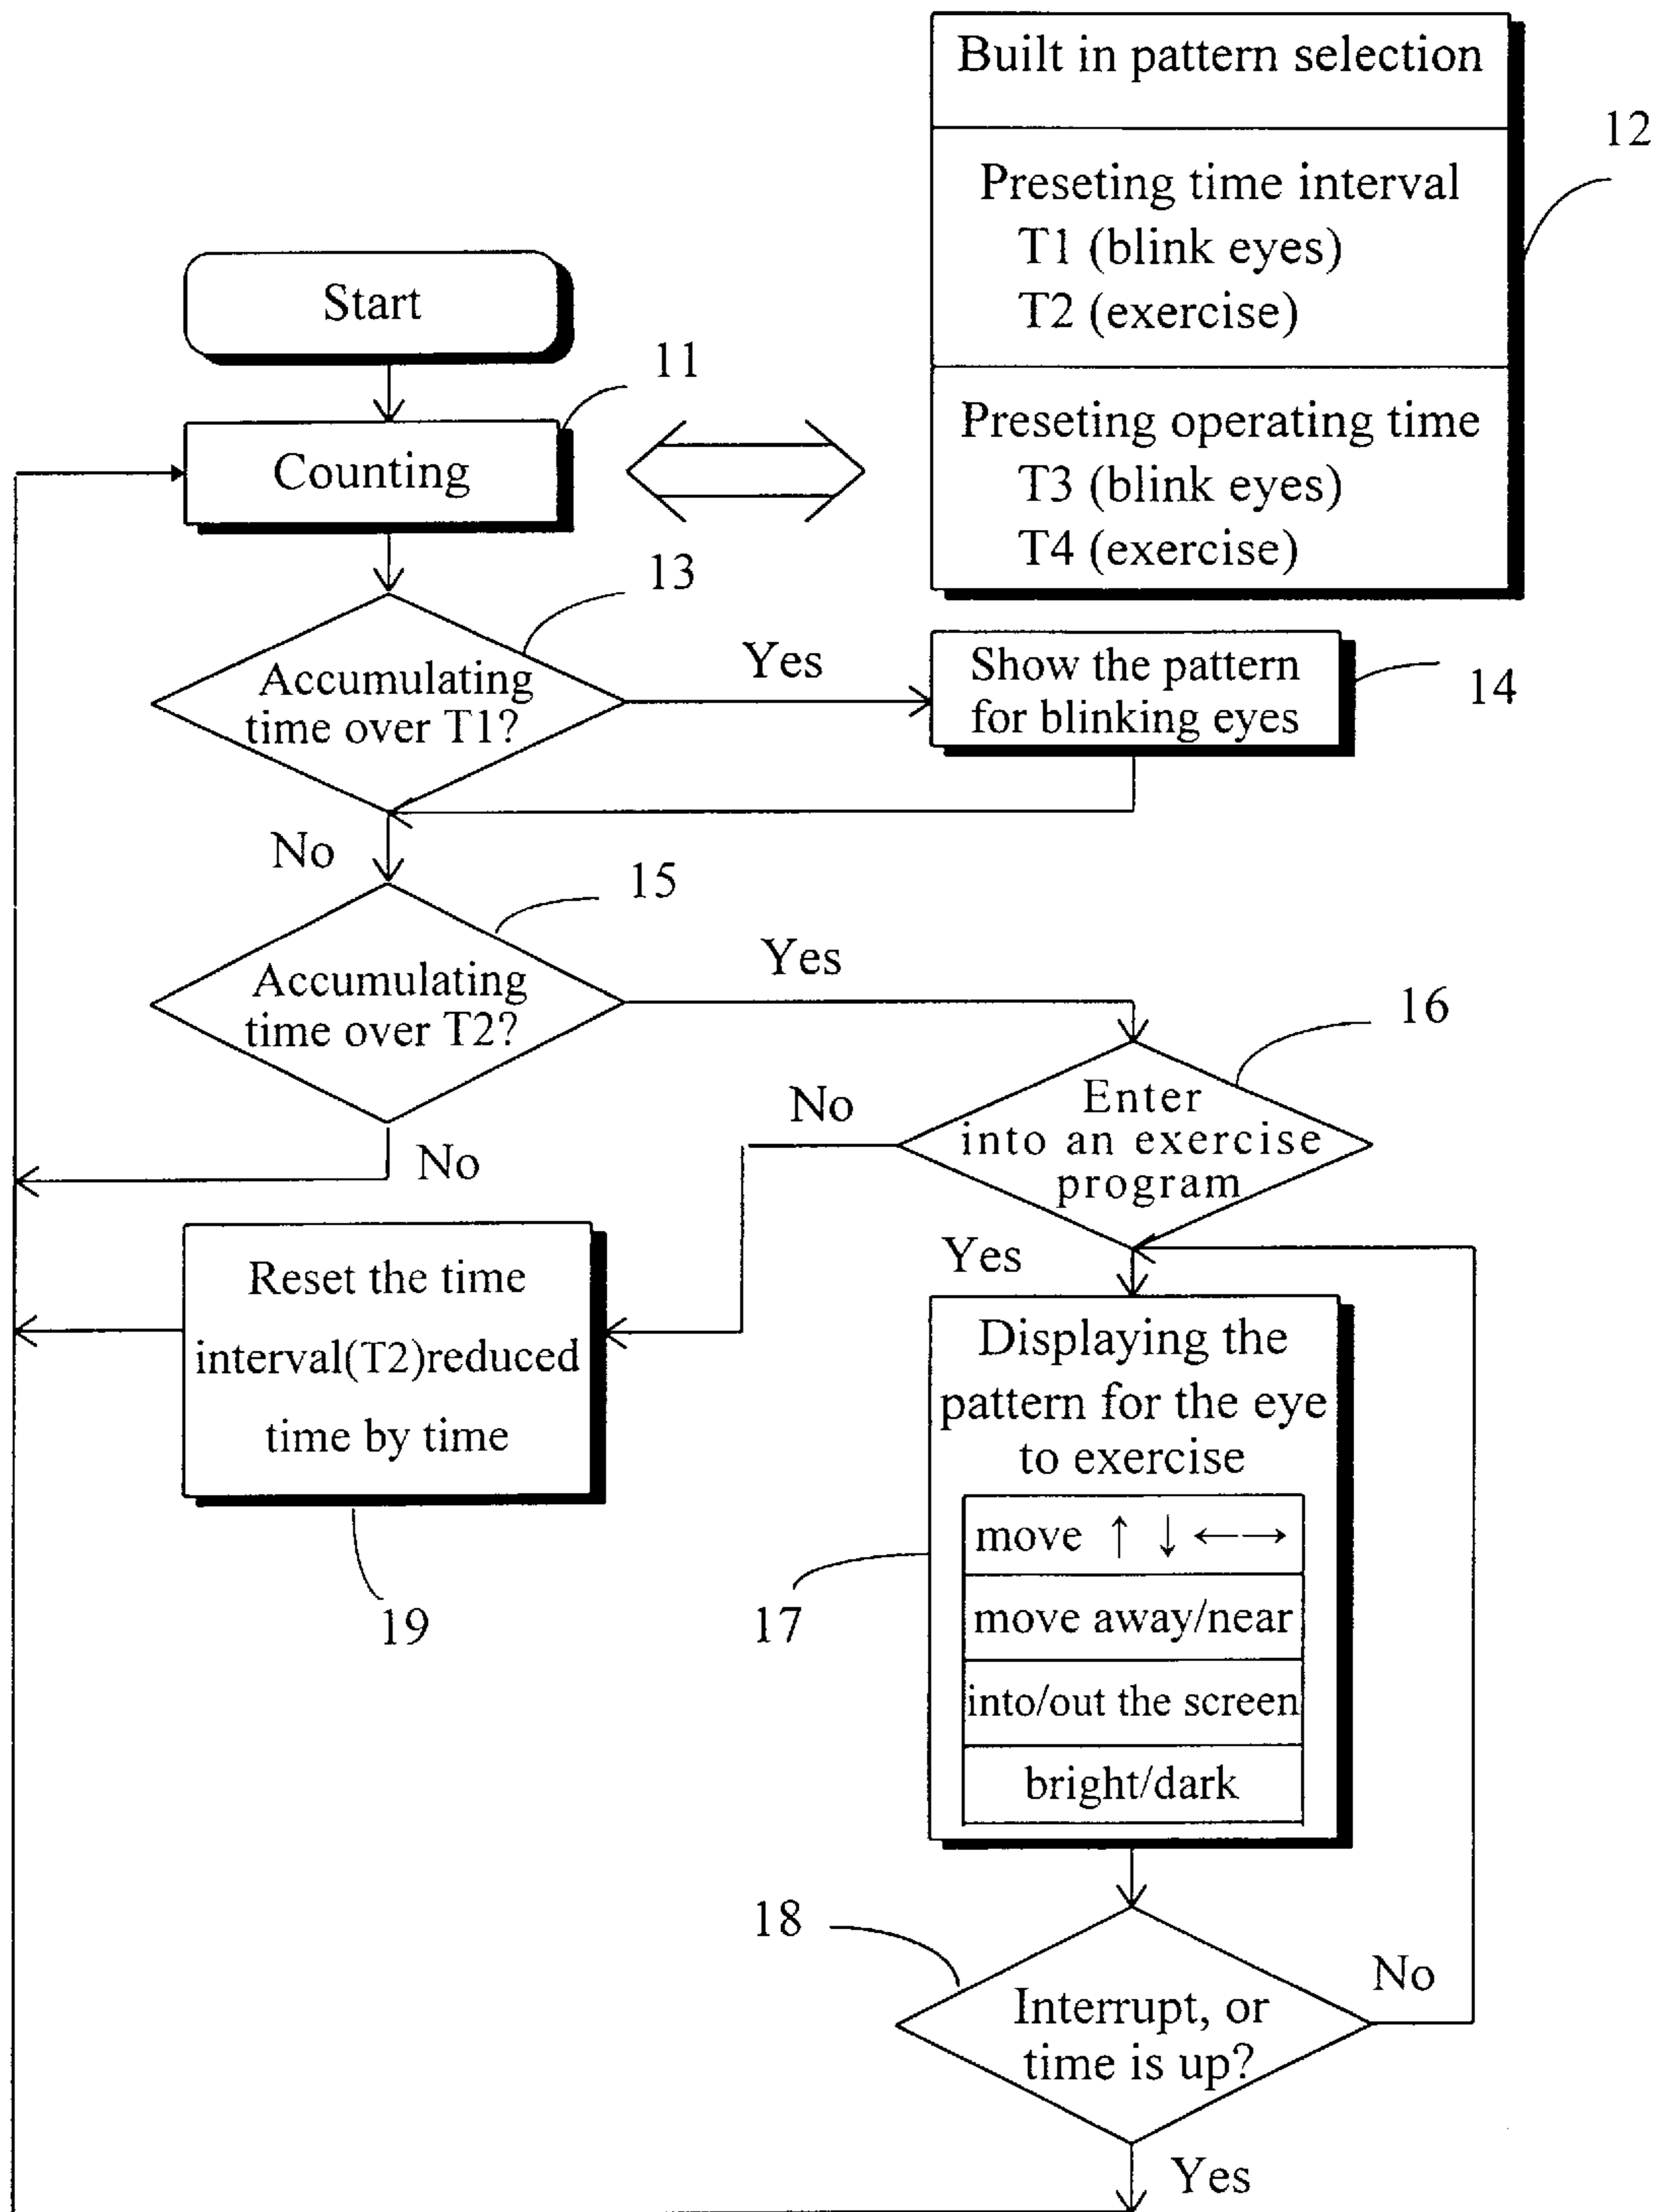 Built in pattern selection
12
Preseting time interval
T1 (blink eyes)
T2 (exercise)
Start
11
Preseting operating time
Counting
T3 (blink eyes)
T4 (exercise)
13
Yes
Accumulating
time over T1?
Show the pattern
for blinking eyes
14
No
15
Yes
Accumulating
time over T2?
16
No
Enter
into an exercise
program
No
Yes
Reset the time
interval(T2)reduced
time by time
Displaying the
pattern for the eye
to exercise
move ↑ ↓ ←→
move away/near
into/out the screen
bright/dark
19
17
18
No
Interrupt, or
time is up?
Yes